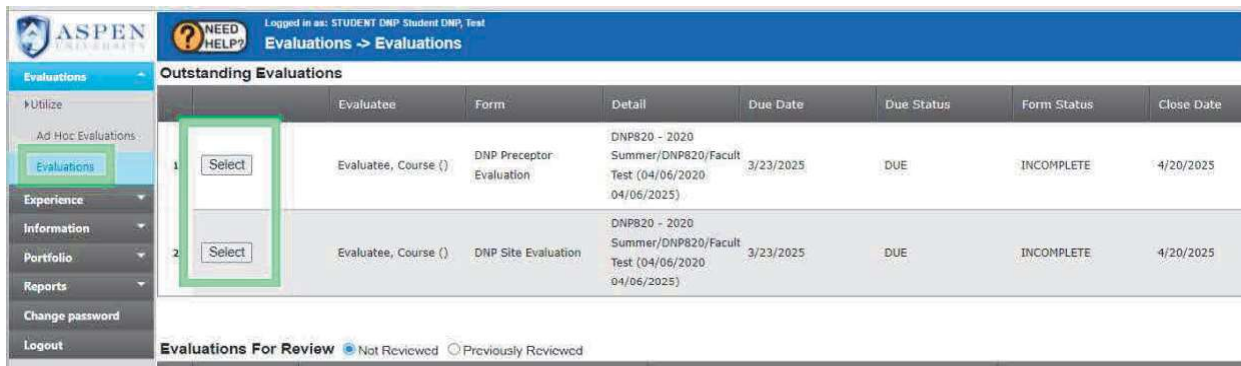 ASPEN
UNIVERSITY
NEED
HELP?
Logged in as: STUDENT DNP Student DNP, Test
Evaluations -> Evaluations
Evaluations
Utilize
Ad Hoc Evaluations
Evaluations
Experience
Information
Portfolio
Reports
Change password
Logout
Outstanding Evaluations
Evaluatee Form Detail Due Date Due Status Form Status Close Date
1 Select Evaluatee, Course () DNP Preceptor
Evaluation
DNP820 - 2020
Summer/DNP820/Facult
Test (04/06/2020
04/06/2025)
3/23/2025 DUE INCOMPLETE 4/20/2025
2 Select Evaluatee, Course () DNP Site Evaluation
DNP820 - 2020
Summer/DNP820/Facult
Test (04/06/2020
04/06/2025)
3/23/2025 DUE INCOMPLETE 4/20/2025
Evaluations For Review Not Reviewed Previously Reviewed